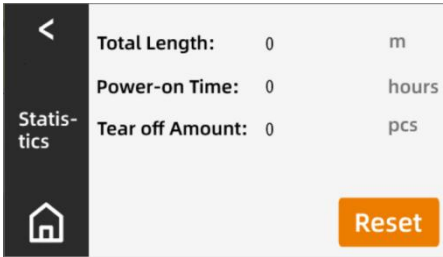 <
Total Length: 0 m
Power-on Time: 0 hours
Statis-
tics
Tear off Amount: 0 pcs
Reset